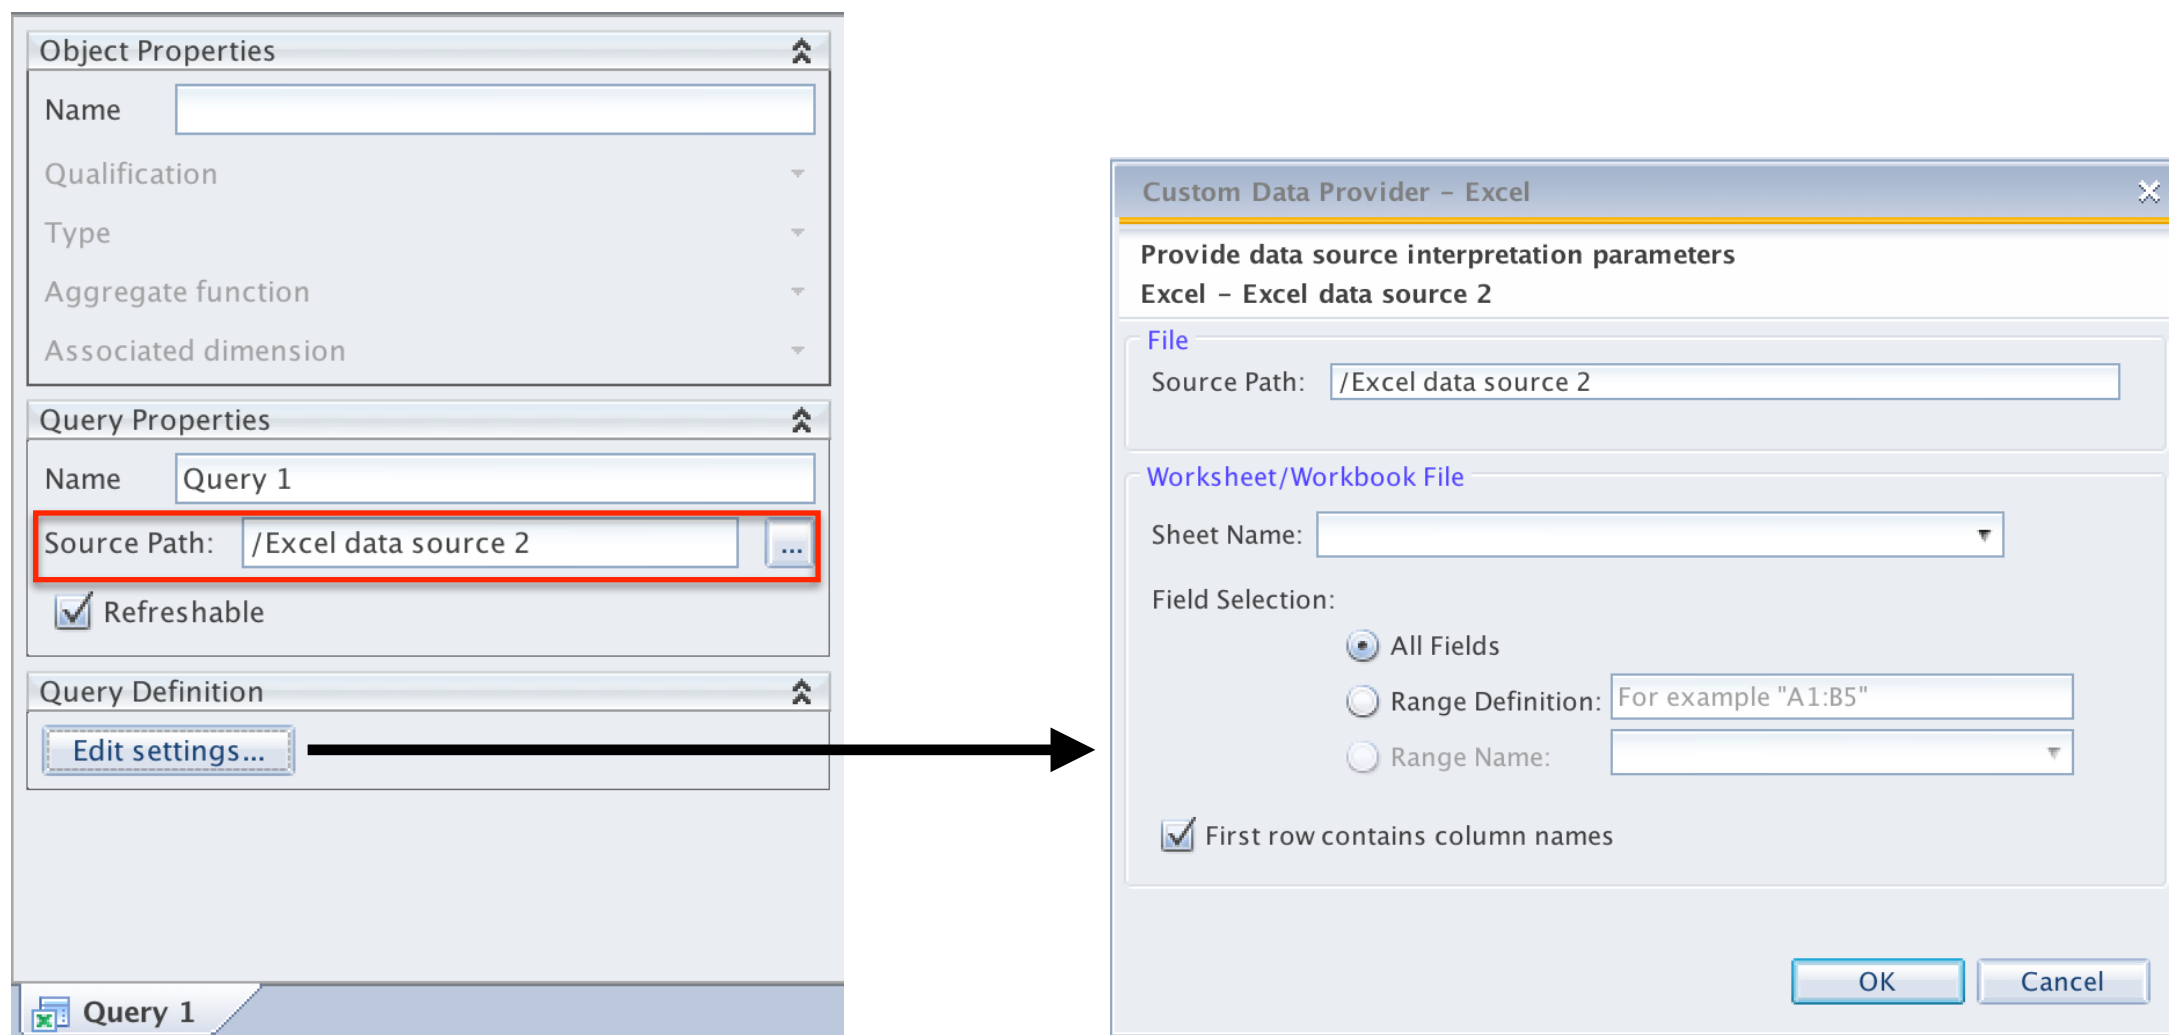 Object Properties
Name
Qualification
Type
Aggregate function
Associated dimension
Query Properties
Name Query 1
Source Path: /Excel data source 2 ...
Refreshable
Query Definition
Edit settings...
Query 1
Custom Data Provider – Excel
Provide data source interpretation parameters
Excel – Excel data source 2
File
Source Path: /Excel data source 2
Worksheet/Workbook File
Sheet Name:
Field Selection:
All Fields
Range Definition: For example "A1:B5"
Range Name:
First row contains column names
OK Cancel